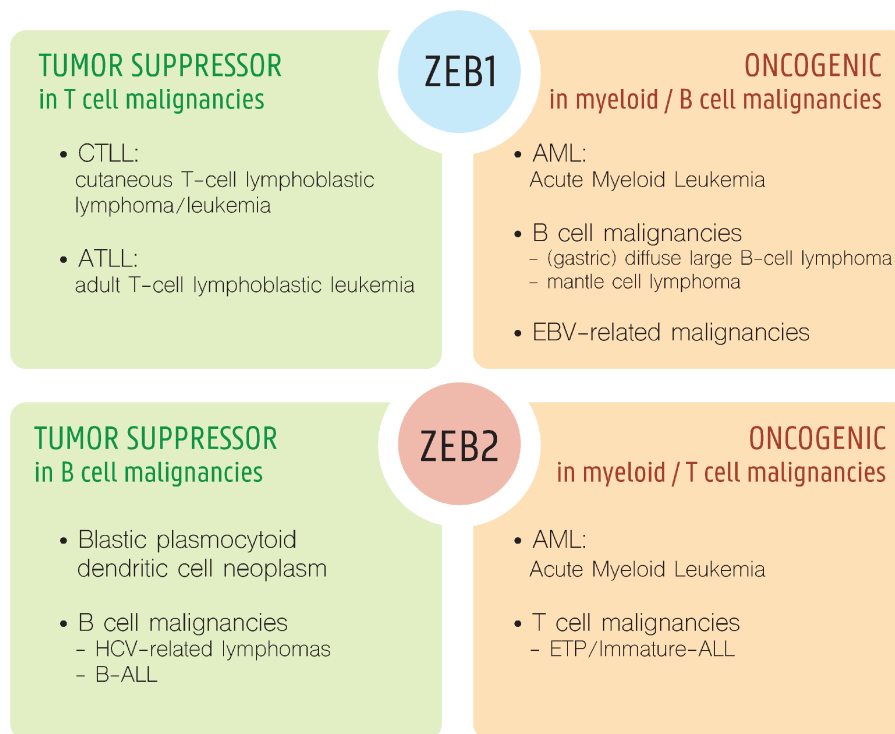 ZEB1
TUMOR SUPPRESSOR
in T cell malignancies
• CTLL:
cutaneous T-cell lymphoblastic
lymphoma/leukemia
• ATLL:
adult T-cell lymphoblastic leukemia
ONCOGENIC
in myeloid / B cell malignancies
• AML:
Acute Myeloid Leukemia
• B cell malignancies
- (gastric) diffuse large B-cell lymphoma
- mantle cell lymphoma
• EBV-related malignancies
ZEB2
TUMOR SUPPRESSOR
in B cell malignancies
• Blastic plasmocytoid
dendritic cell neoplasm
• B cell malignancies
- HCV-related lymphomas
- B-ALL
ONCOGENIC
in myeloid / T cell malignancies
• AML:
Acute Myeloid Leukemia
• T cell malignancies
- ETP/Immature-ALL